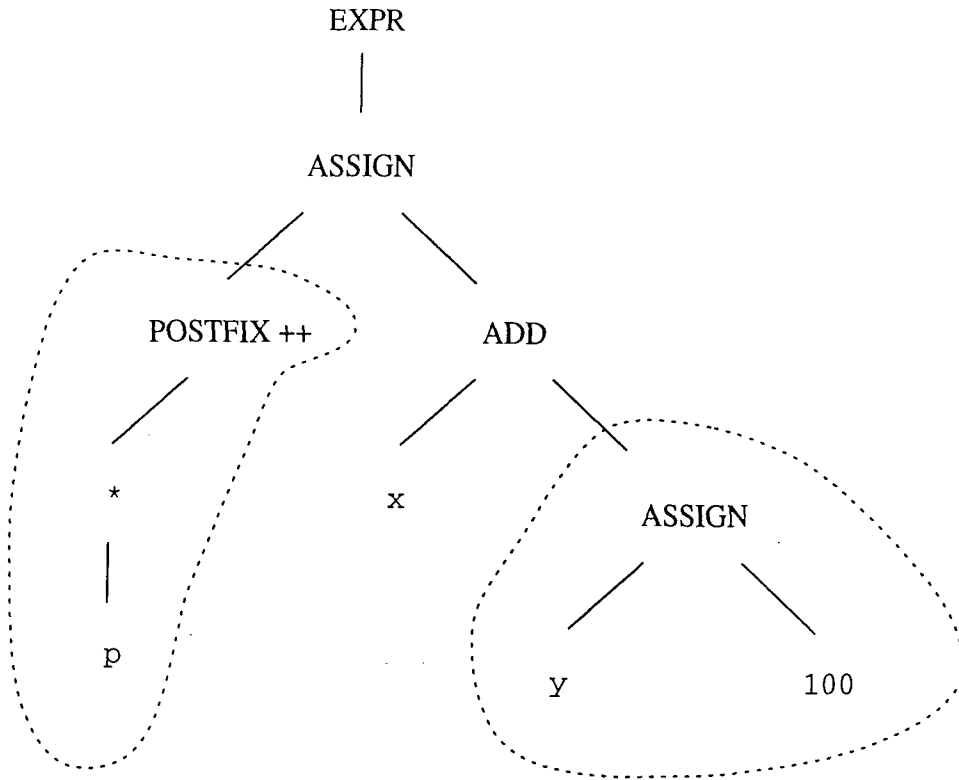 EXPR
ASSIGN
POSTFIX ++
ADD
*
x
ASSIGN
p
y
100